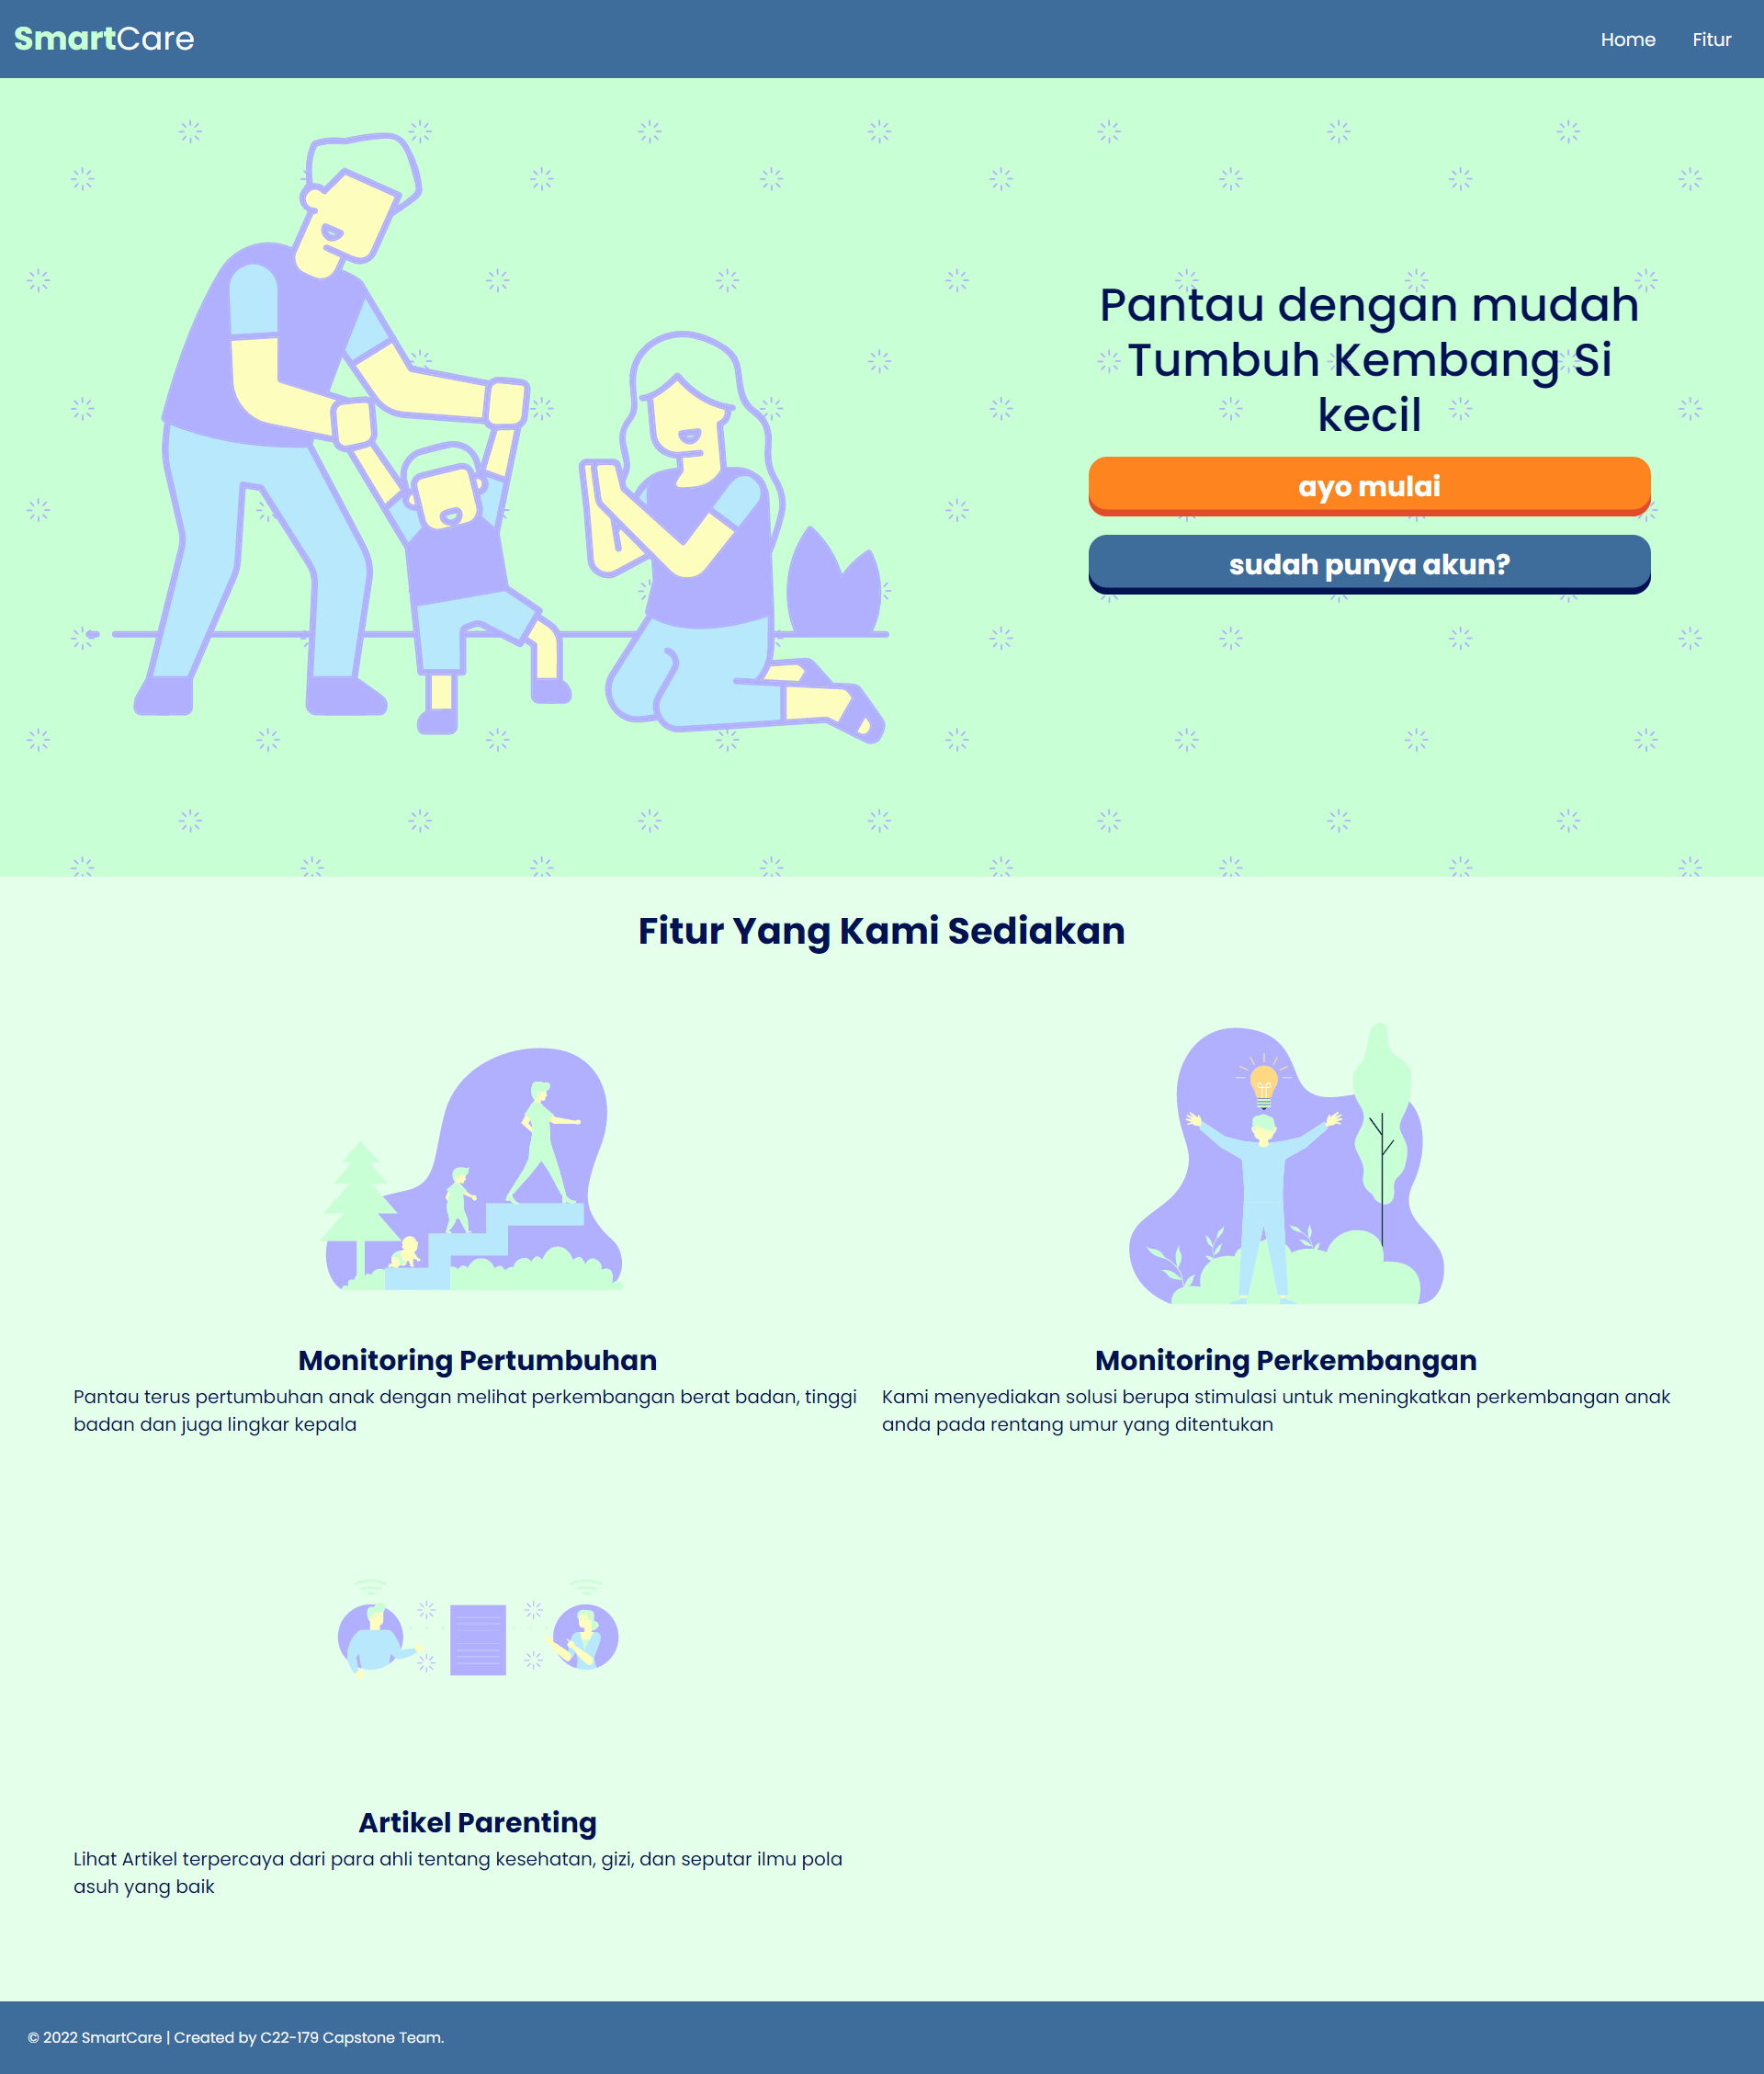 SmartCare
Home
Fitur
Pantau dengan mudah
Tumbuh Kembang Si
kecil
ayo mulai
sudah punya akun?
Fitur Yang Kami Sediakan
Monitoring Pertumbuhan
Pantau terus pertumbuhan anak dengan melihat perkembangan berat badan, tinggi
badan dan juga lingkar kepala
Monitoring Perkembangan
Kami menyediakan solusi berupa stimulasi untuk meningkatkan perkembangan anak
anda pada rentang umur yang ditentukan
Artikel Parenting
Lihat Artikel terpercaya dari para ahli tentang kesehatan, gizi, dan seputar ilmu pola
asuh yang baik
© 2022 SmartCare | Created by C22-179 Capstone Team.